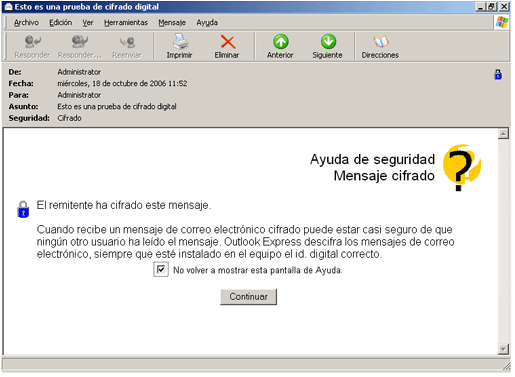 Esto es una prueba de cifrado digital
Archivo Edición Ver Herramientas Mensaje Ayuda
Responder Responder... Reenviar Imprimir Eliminar Anterior Siguiente Direcciones
De: Administrator
Fecha: miércoles, 18 de octubre de 2006 11:52
Para: Administrator
Asunto: Esto es una prueba de cifrado digital
Seguridad: Cifrado
Ayuda de seguridad
Mensaje cifrado
El remitente ha cifrado este mensaje.
Cuando recibe un mensaje de correo electrónico cifrado puede estar casi seguro de que
ningún otro usuario ha leído el mensaje. Outlook Express descifra los mensajes de correo
electrónico, siempre que esté instalado en el equipo el id. digital correcto.
No volver a mostrar esta pantalla de Ayuda.
Continuar